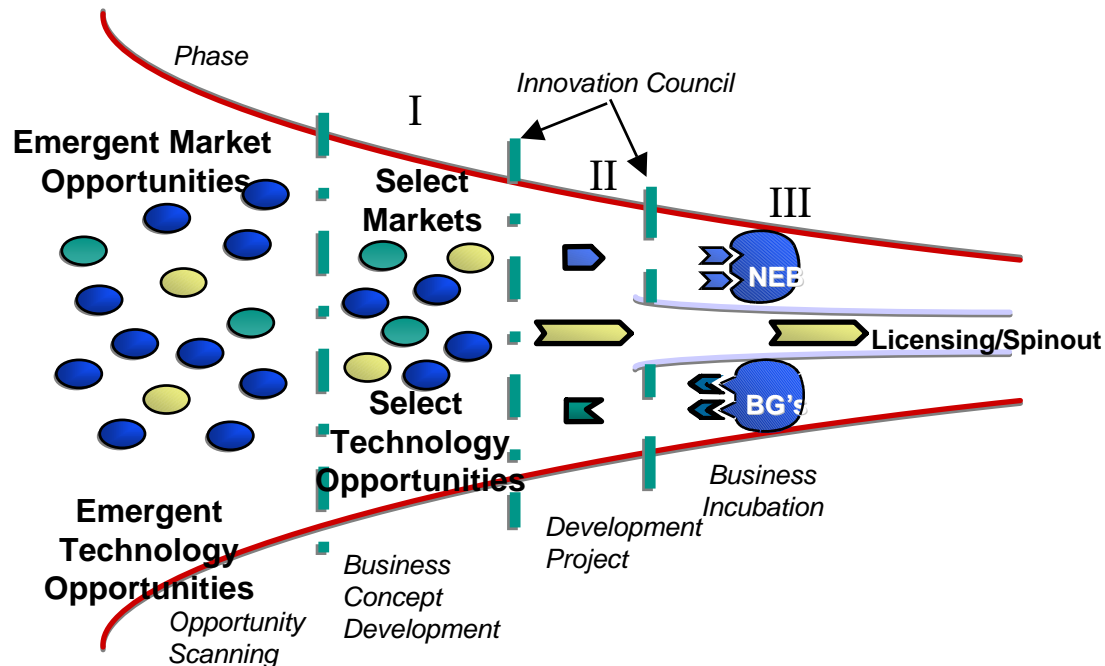 Phase
I
Innovation Council
Emergent Market
Opportunities
Select
Markets
II
III
NEB
Licensing/Spinout
BG's
Select
Technology
Opportunities
Emergent
Technology
Opportunities
Opportunity
Scanning
Business
Concept
Development
Development
Project
Business
Incubation